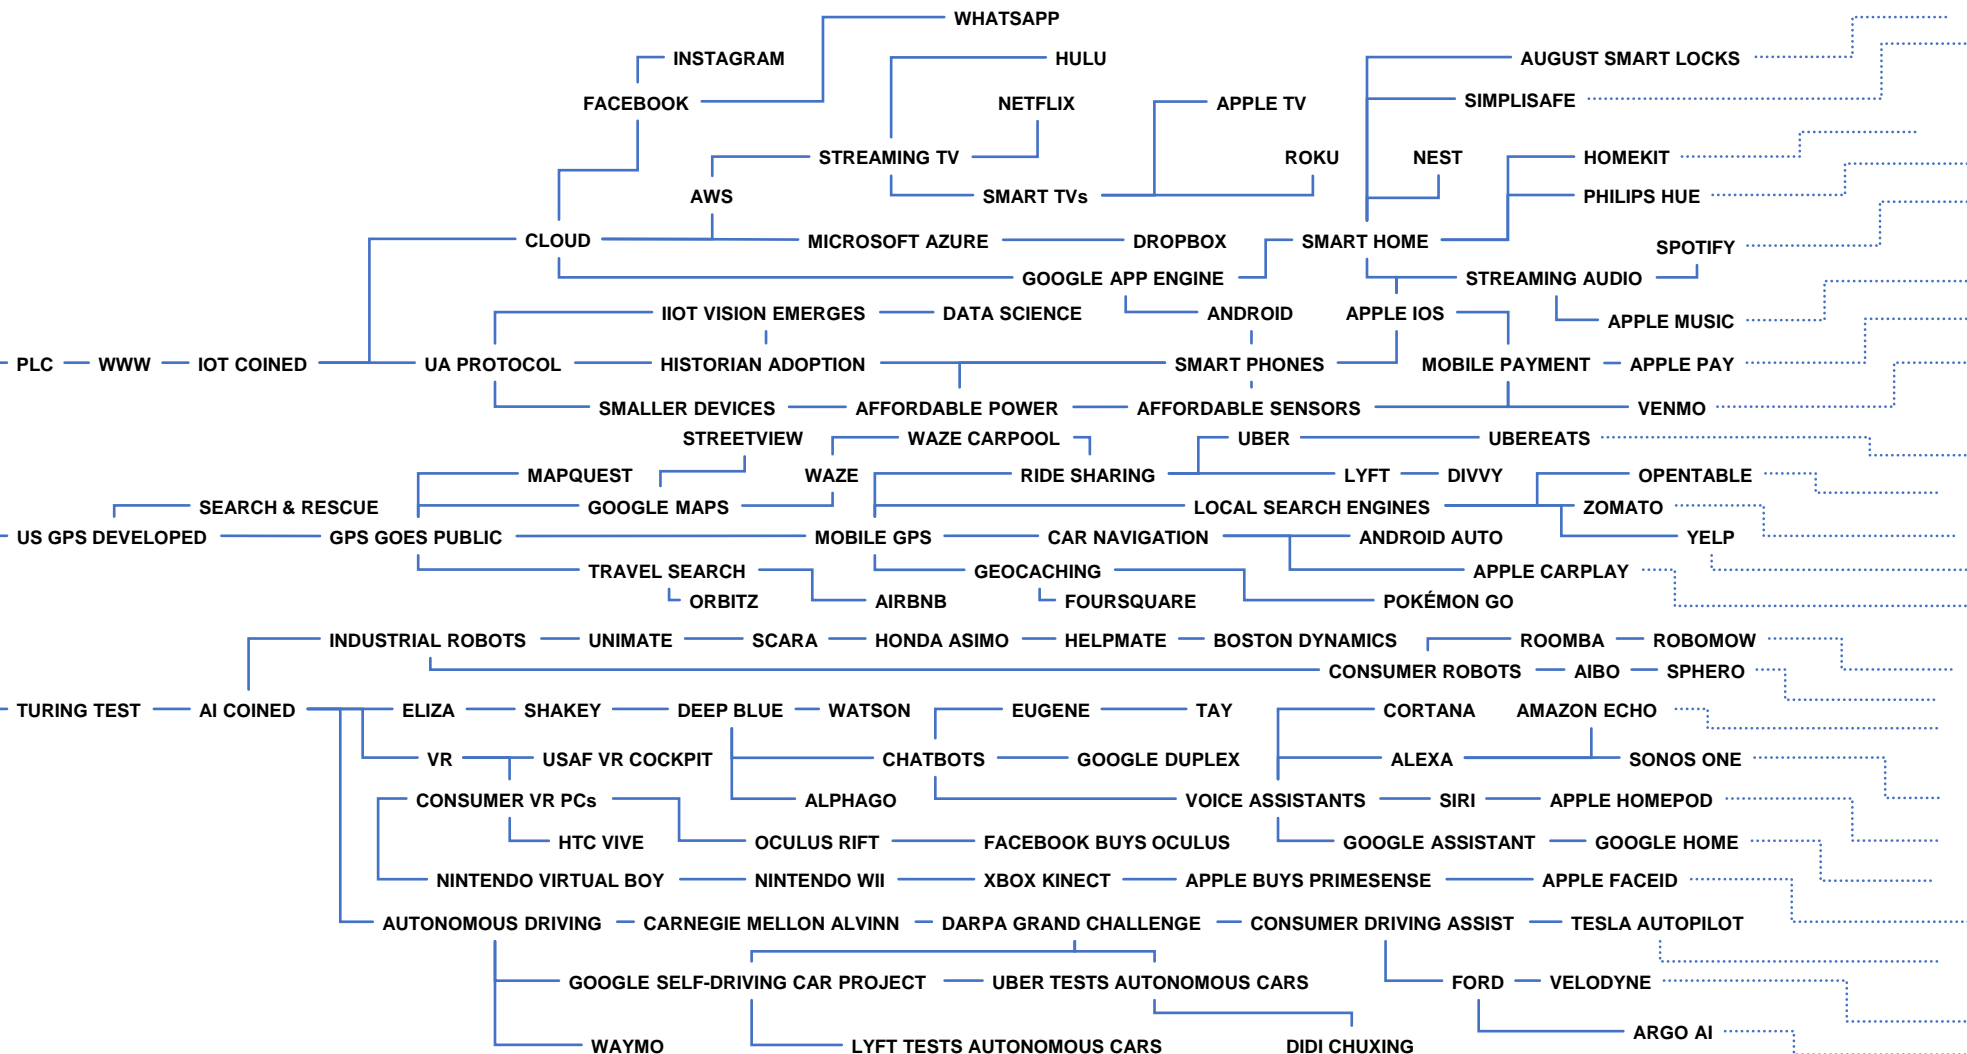 WHATSAPP
INSTAGRAM
HULU
AUGUST SMART LOCKS
FACEBOOK
NETFLIX
APPLE TV
SIMPLISAFE
STREAMING TV
ROKU
NEST
HOMEKIT
AWS
SMART TVs
PHILIPS HUE
CLOUD
MICROSOFT AZURE
DROPBOX
SMART HOME
SPOTIFY
GOOGLE APP ENGINE
STREAMING AUDIO
IIOT VISION EMERGES
DATA SCIENCE
ANDROID
APPLE IOS
APPLE MUSIC
PLC
WWW
IOT COINED
UA PROTOCOL
HISTORIAN ADOPTION
SMART PHONES
MOBILE PAYMENT
APPLE PAY
SMALLER DEVICES
AFFORDABLE POWER
AFFORDABLE SENSORS
VENMO
STREETVIEW
WAZE CARPOOL
UBER
UBEREATS
MAPQUEST
WAZE
RIDE SHARING
LYFT
DIVVY
OPENTABLE
SEARCH & RESCUE
GOOGLE MAPS
LOCAL SEARCH ENGINES
ZOMATO
US GPS DEVELOPED
GPS GOES PUBLIC
MOBILE GPS
CAR NAVIGATION
ANDROID AUTO
YELP
TRAVEL SEARCH
GEOCACHING
APPLE CARPLAY
ORBITZ
AIRBNB
FOURSQUARE
POKÉMON GO
INDUSTRIAL ROBOTS
UNIMATE
SCARA
HONDA ASIMO
HELPMATE
BOSTON DYNAMICS
ROOMBA
ROBOMOW
CONSUMER ROBOTS
AIBO
SPHERO
TURING TEST
AI COINED
ELIZA
SHAKEY
DEEP BLUE
WATSON
EUGENE
TAY
CORTANA
AMAZON ECHO
VR
USAF VR COCKPIT
CHATBOTS
GOOGLE DUPLEX
ALEXA
SONOS ONE
CONSUMER VR PCs
ALPHAGO
VOICE ASSISTANTS
SIRI
APPLE HOMEPOD
HTC VIVE
OCULUS RIFT
FACEBOOK BUYS OCULUS
GOOGLE ASSISTANT
GOOGLE HOME
NINTENDO VIRTUAL BOY
NINTENDO WII
XBOX KINECT
APPLE BUYS PRIMESENSE
APPLE FACEID
AUTONOMOUS DRIVING
CARNEGIE MELLON ALVINN
DARPA GRAND CHALLENGE
CONSUMER DRIVING ASSIST
TESLA AUTOPILOT
GOOGLE SELF-DRIVING CAR PROJECT
UBER TESTS AUTONOMOUS CARS
FORD
VELODYNE
ARGO AI
WAYMO
LYFT TESTS AUTONOMOUS CARS
DIDI CHUXING